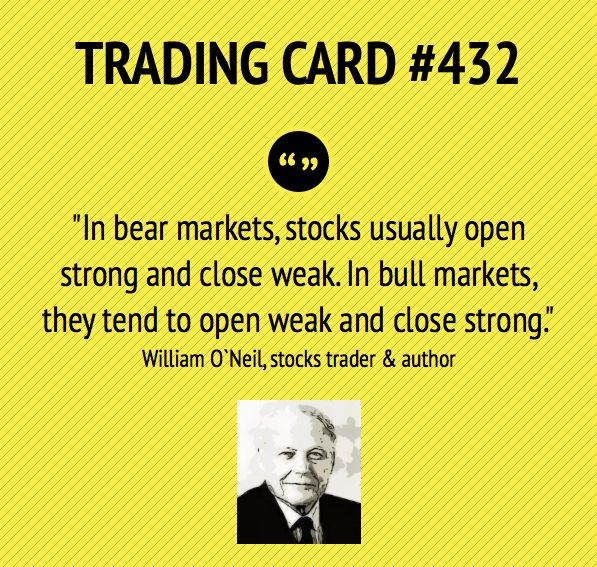 TRADING CARD #432
“ ”
"In bear markets, stocks usually open
strong and close weak. In bull markets,
they tend to open weak and close strong."
William O`Neil, stocks trader & author